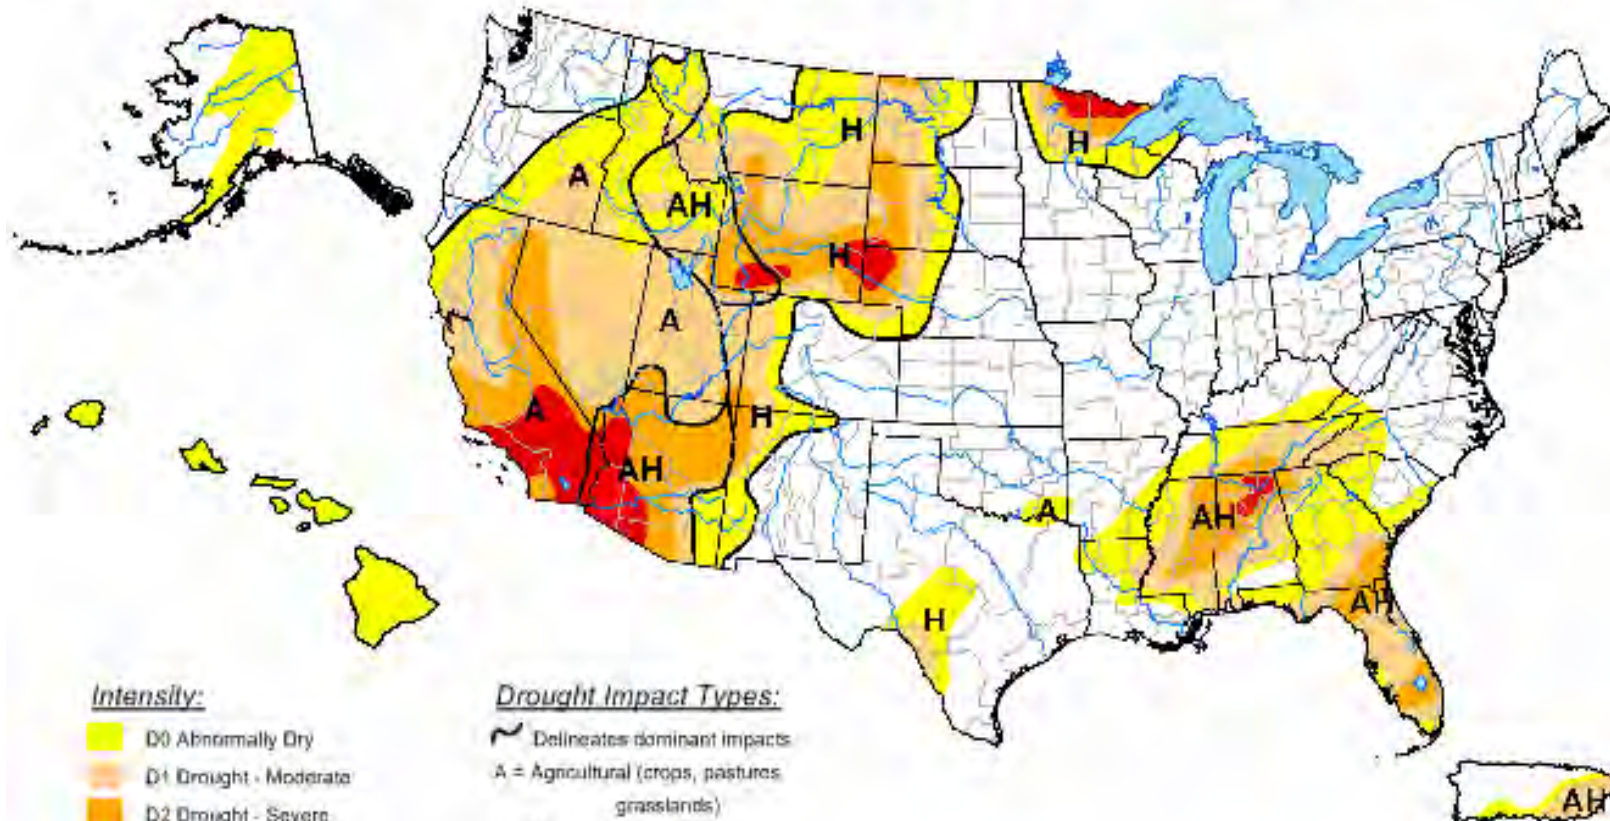 H
H
A
AH
H
A
A
H
AH
A
AH
H
AH
Intensity:
D0 Abnormally Dry
D1 Drought - Moderate
D2 Drought - Severe
Drought Impact Types:
Delineates dominant impacts
A = Agricultural (crops, pastures,
grasslands)
AH